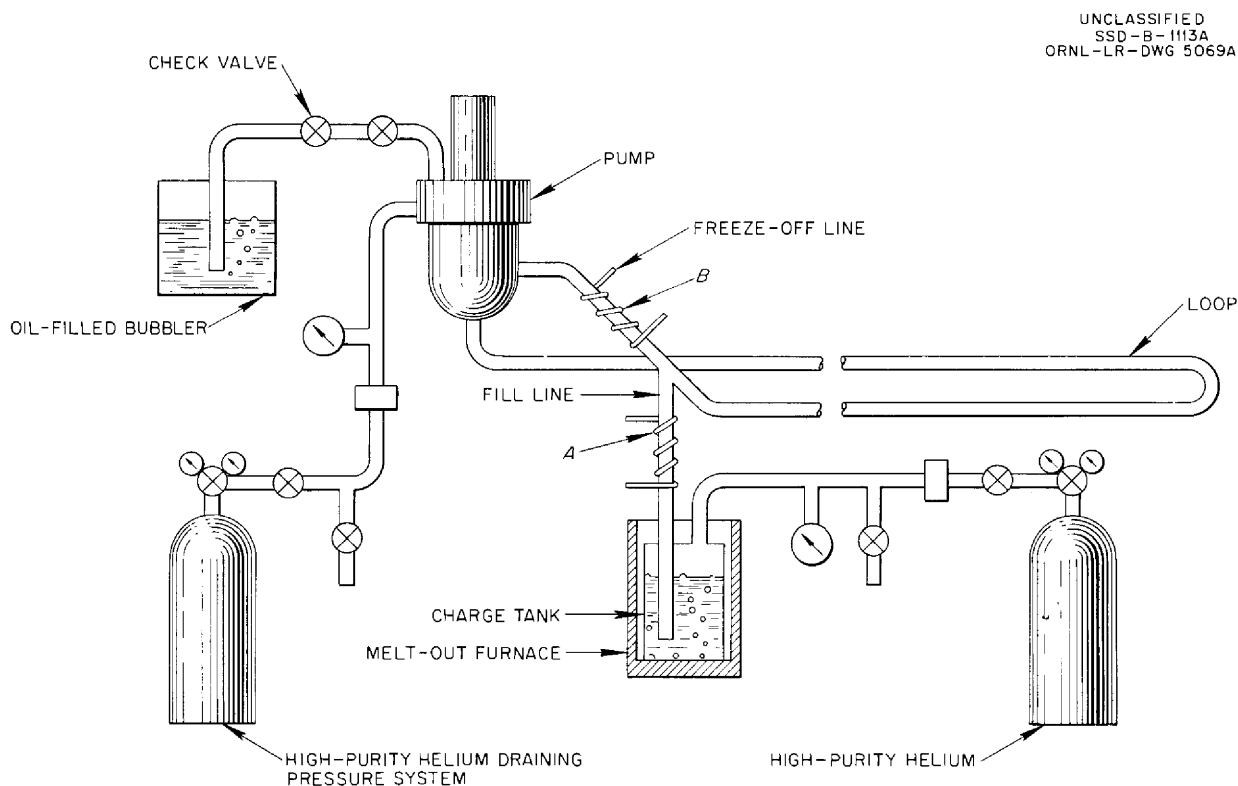 UNCLASSIFIED
SSD-B-1113A
ORNL-LR-DWG 5069A
CHECK VALVE
PUMP
FREEZE-OFF LINE
B
OIL-FILLED BUBBLER
LOOP
FILL LINE
A
CHARGE TANK
MELT-OUT FURNACE
HIGH-PURITY HELIUM DRAINING
PRESSURE SYSTEM
HIGH-PURITY HELIUM